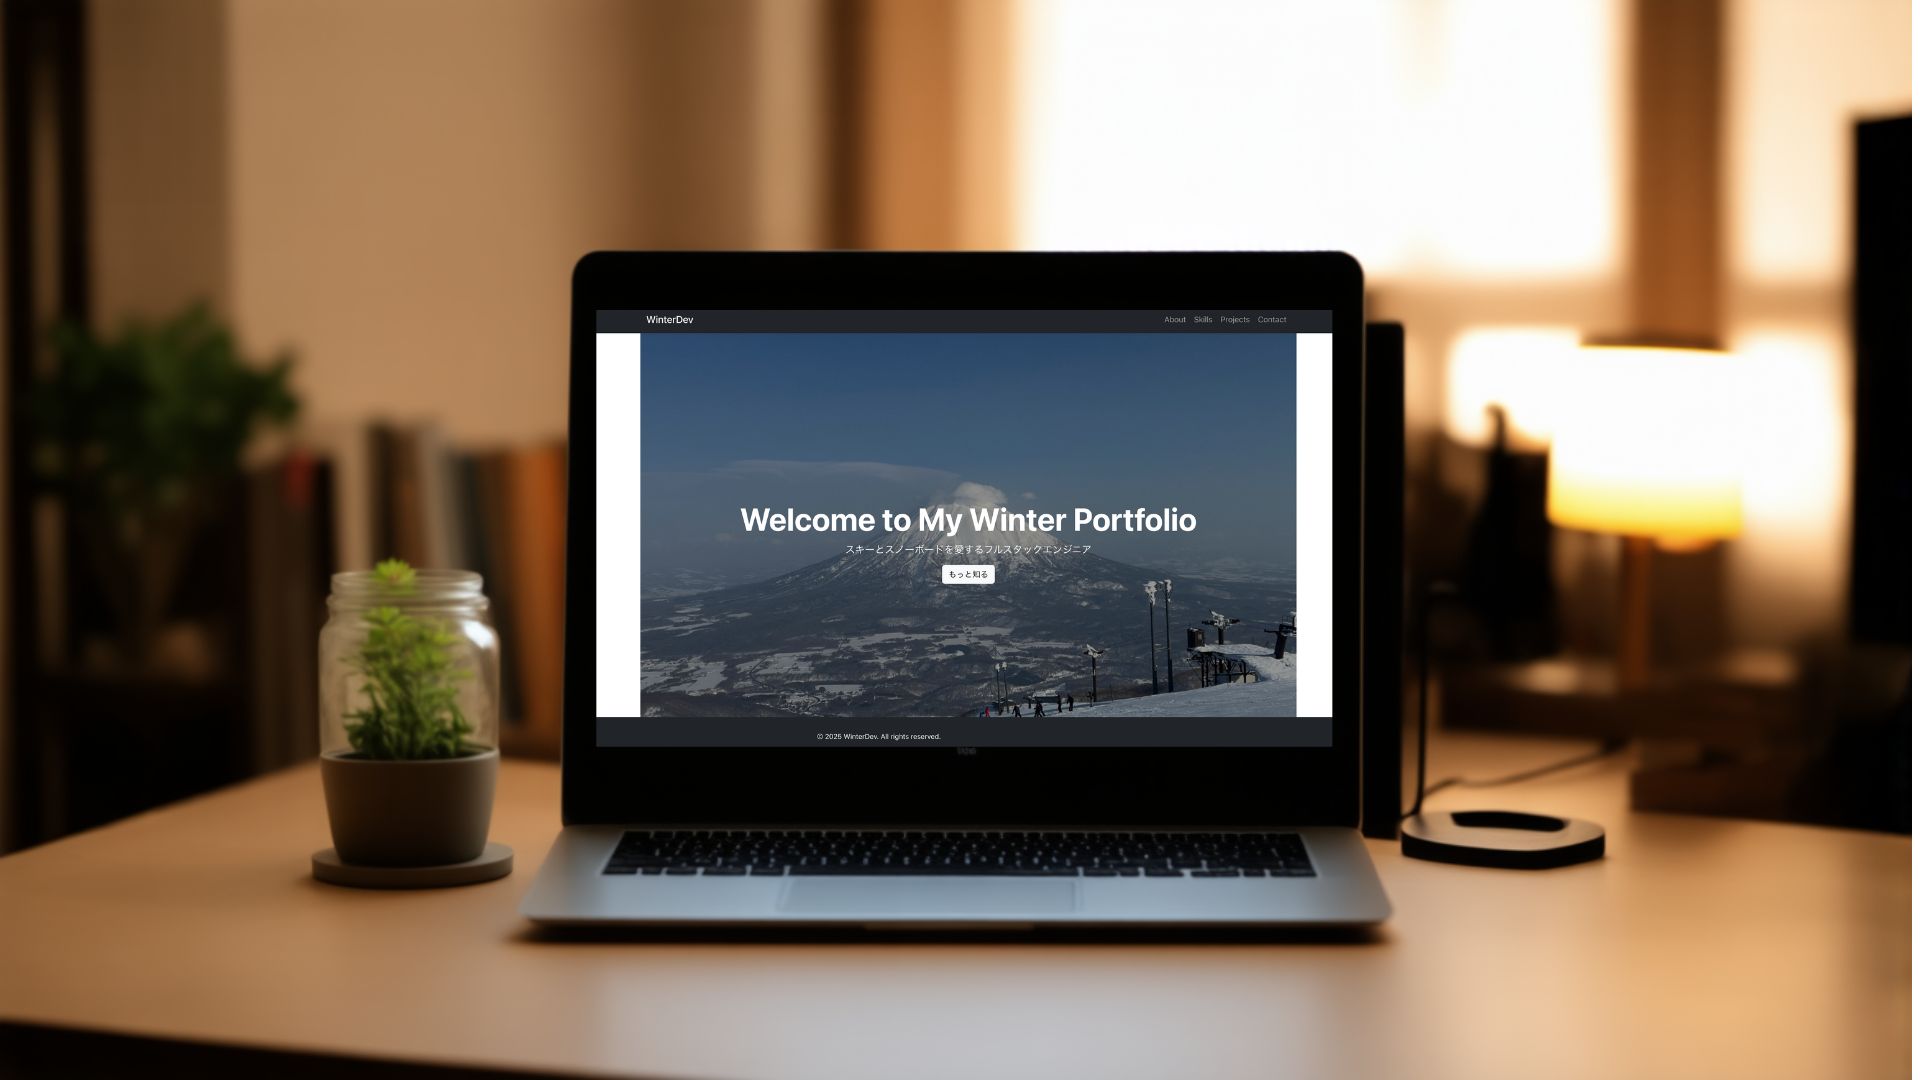 WinterDev
About Skills Projects Contact
Welcome to My Winter Portfolio
スキーとスノーボードを愛するフルスタックエンジニア
もっと知る
© 2025 WinterDev. All rights reserved.